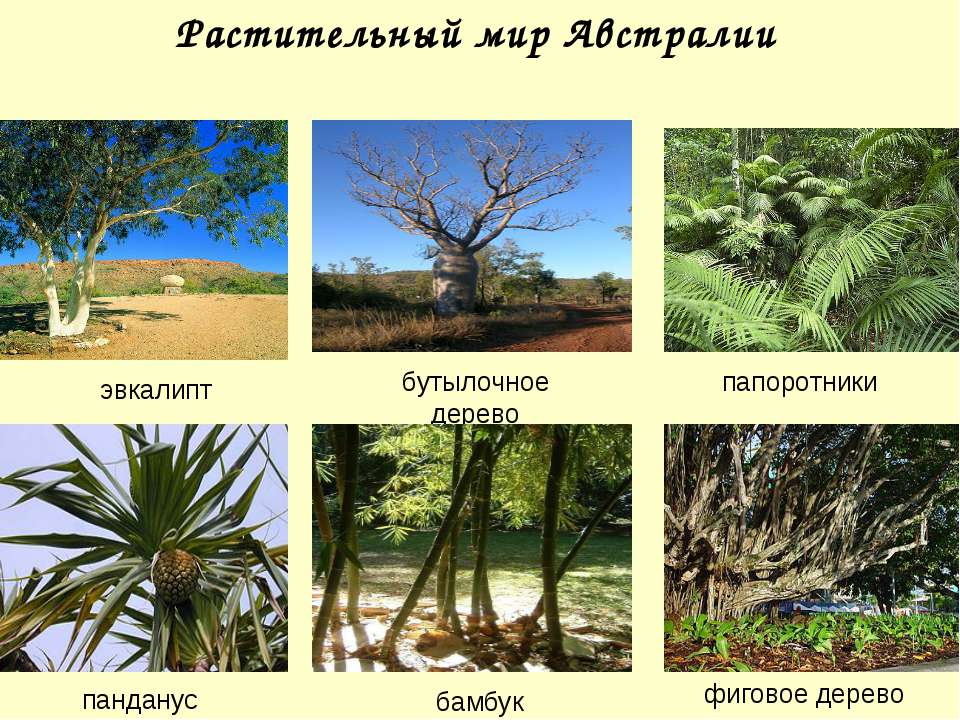 Растительный мир Австралии
эвкалипт
бутылочное
дерево
папоротники
панданус
бамбук
фиговое дерево